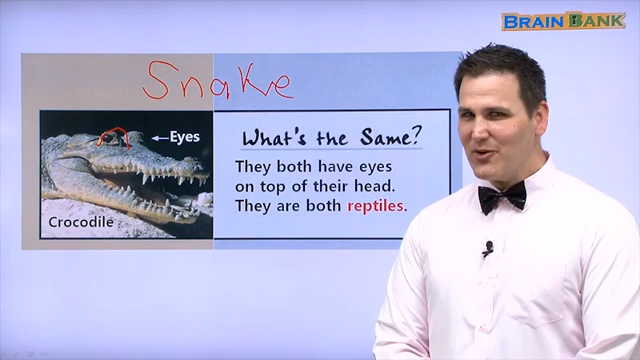 BRAIN BANK
Snake
Eyes
What's the Same?
They both have eyes
on top of their head.
They are both reptiles.
Crocodile